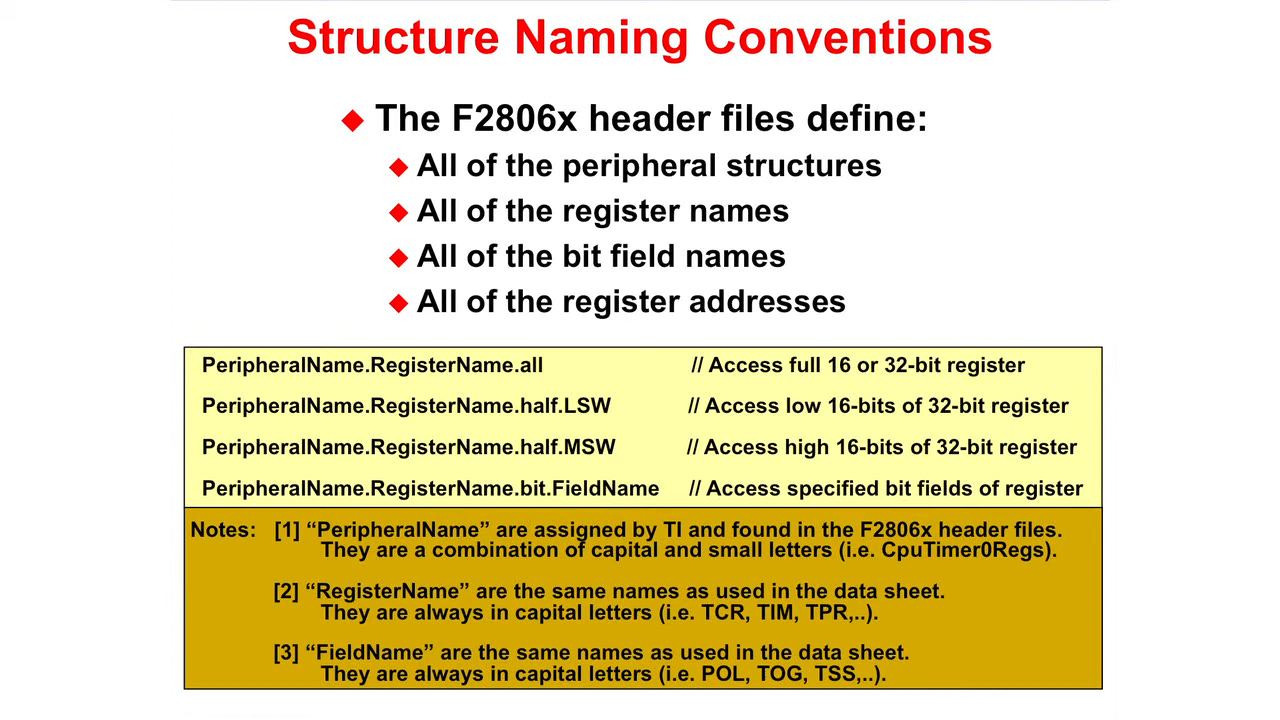 Structure Naming Conventions
The F2806x header files define:
All of the peripheral structures
All of the register names
All of the bit field names
All of the register addresses
PeripheralName.RegisterName.all // Access full 16 or 32-bit register
PeripheralName.RegisterName.half.LSW // Access low 16-bits of 32-bit register
PeripheralName.RegisterName.half.MSW // Access high 16-bits of 32-bit register
PeripheralName.RegisterName.bit.FieldName // Access specified bit fields of register
Notes: [1] “PeripheralName” are assigned by TI and found in the F2806x header files.
They are a combination of capital and small letters (i.e. CpuTimer0Regs).
[2] “RegisterName” are the same names as used in the data sheet.
They are always in capital letters (i.e. TCR, TIM, TPR,..).
[3] “FieldName” are the same names as used in the data sheet.
They are always in capital letters (i.e. POL, TOG, TSS,..).